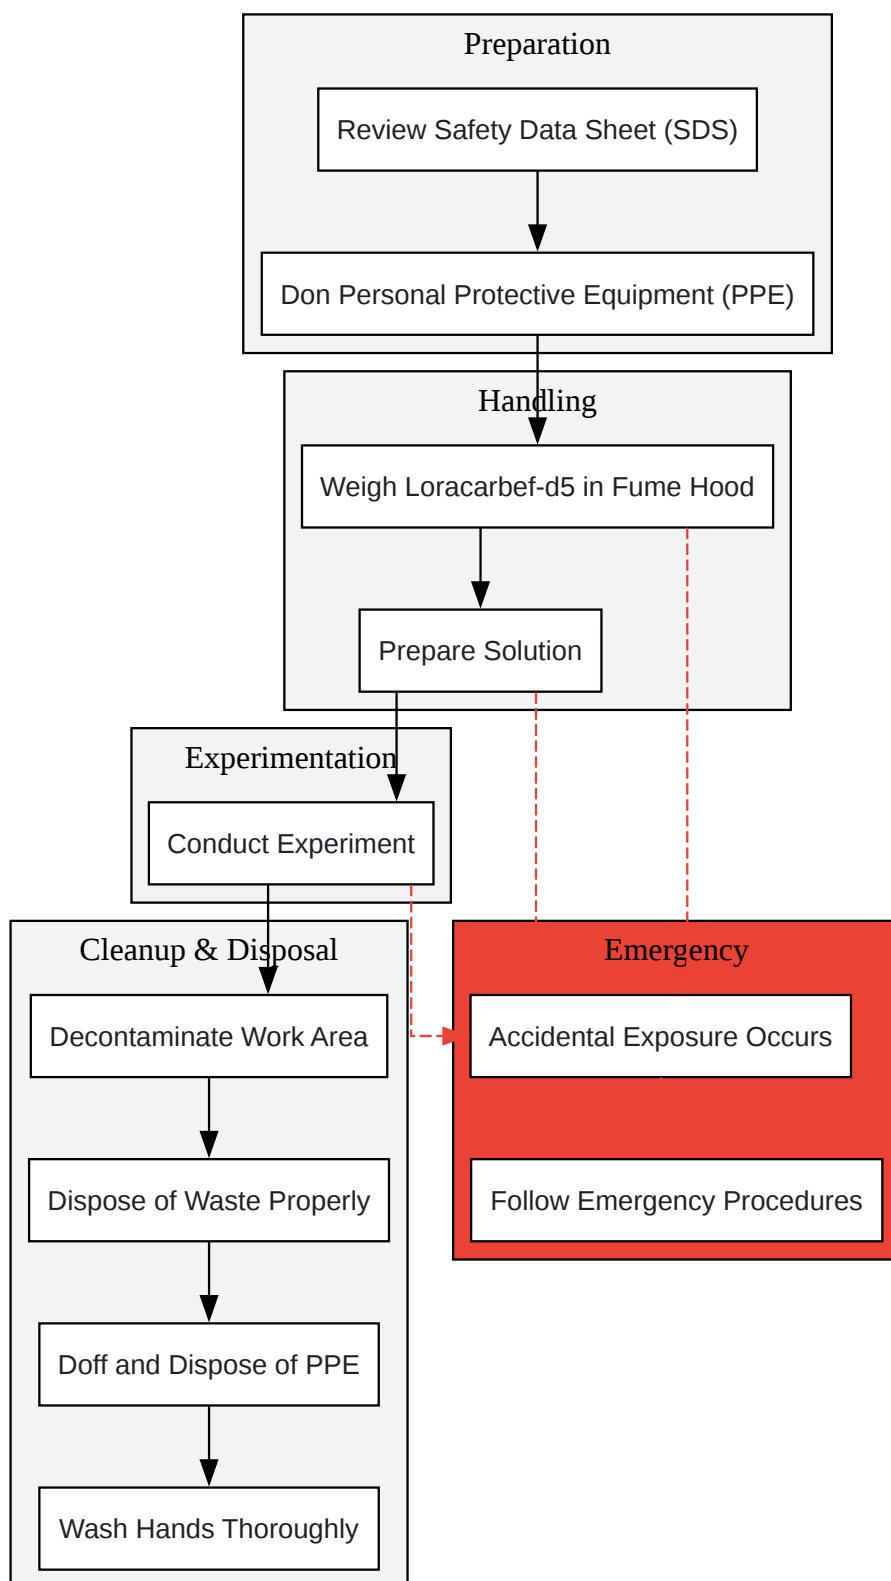 Preparation
Review Safety Data Sheet (SDS)
Don Personal Protective Equipment (PPE)
Handling
Weigh Loracarbef-d5 in Fume Hood
Prepare Solution
Experimentation
Conduct Experiment
Cleanup & Disposal
Decontaminate Work Area
Dispose of Waste Properly
Doff and Dispose of PPE
Wash Hands Thoroughly
Emergency
Accidental Exposure Occurs
Follow Emergency Procedures